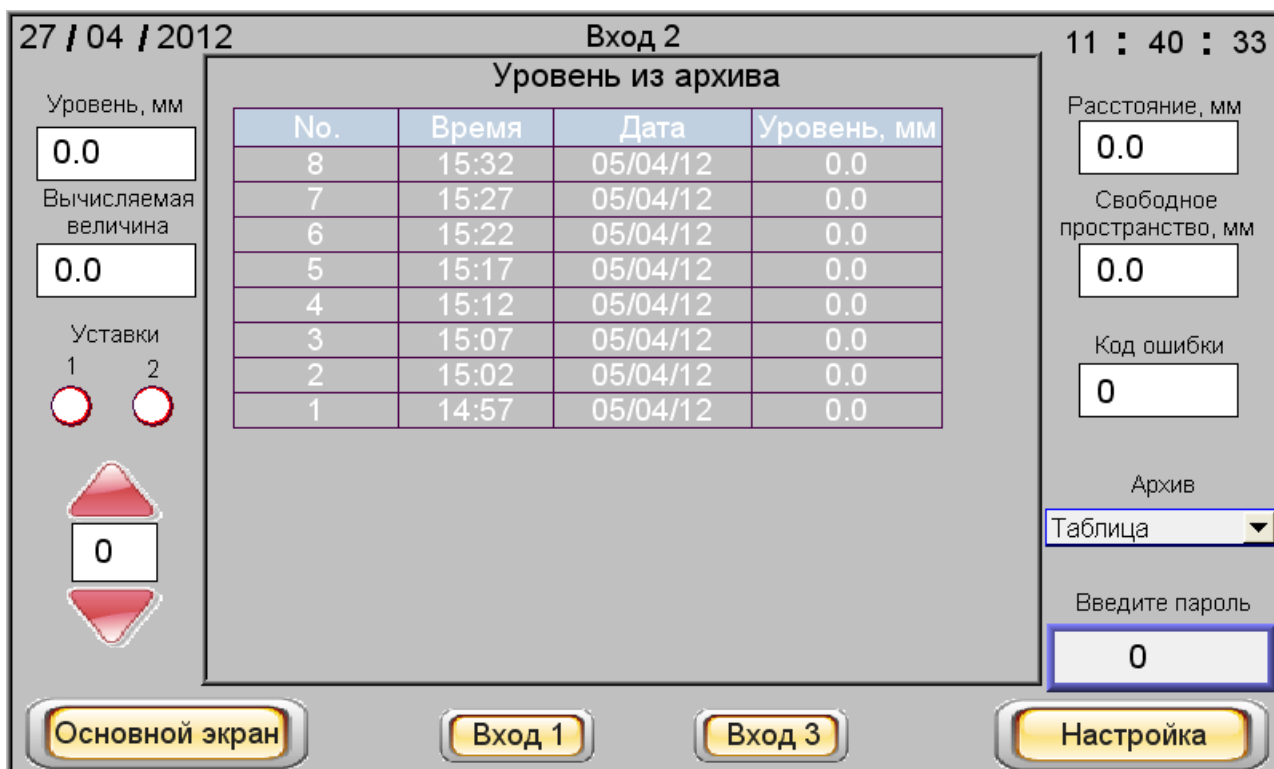 27 / 04 / 2012
Вход 2
11 : 40 : 33
Уровень из архива
Уровень, мм
0.0
Вычисляемая
величина
0.0
Уставки
1 2
0
No. Время Дата Уровень, мм
8 15:32 05/04/12 0.0
7 15:27 05/04/12 0.0
6 15:22 05/04/12 0.0
5 15:17 05/04/12 0.0
4 15:12 05/04/12 0.0
3 15:07 05/04/12 0.0
2 15:02 05/04/12 0.0
1 14:57 05/04/12 0.0
Расстояние, мм
0.0
Свободное
пространство, мм
0.0
Код ошибки
0
Архив
Таблица
Введите пароль
0
Основной экран
Вход 1
Вход 3
Настройка